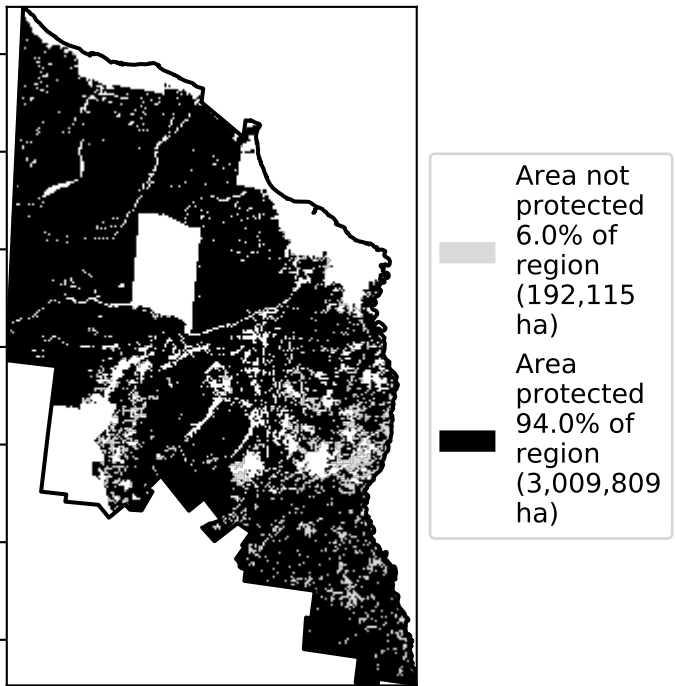 Area not
protected
6.0% of
region
(192,115
ha)
Area
protected
94.0% of
region
(3,009,809
ha)